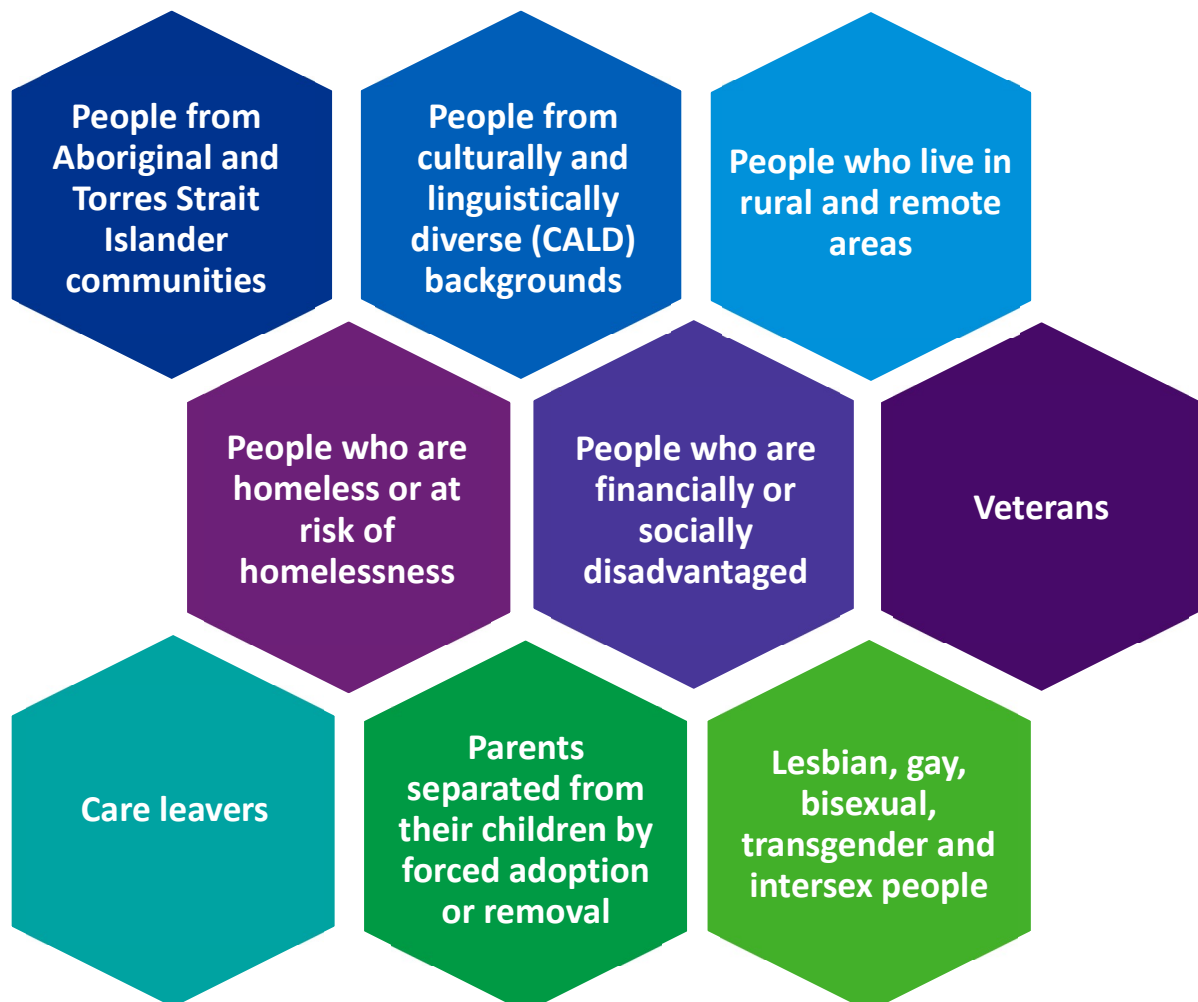 People from
Aboriginal and
Torres Strait
Islander
communities
People from
culturally and
linguistically
diverse (CALD)
backgrounds
People who live in
rural and remote
areas
People who are
homeless or at
risk of
homelessness
People who are
financially or
socially
disadvantaged
Veterans
Care leavers
Parents
separated from
their children by
forced adoption
or removal
Lesbian, gay,
bisexual,
transgender and
intersex people